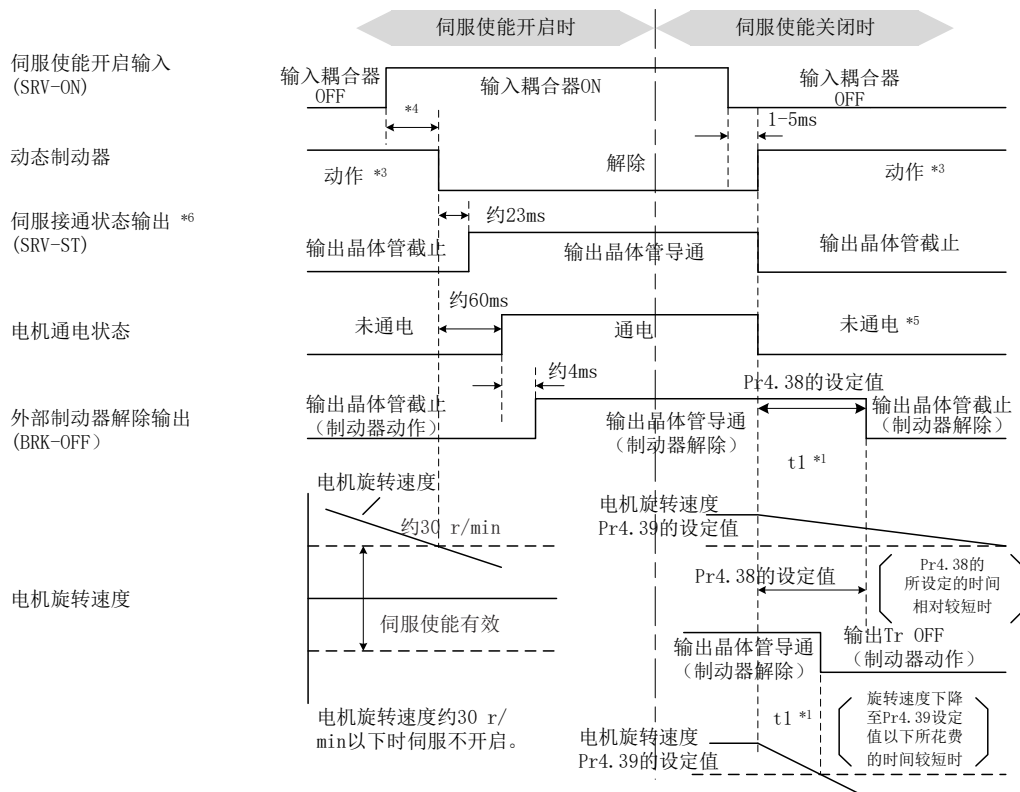 伺服使能开启时
伺服使能关闭时
伺服使能开启输入
(SRV-ON)
输入耦合器
OFF
输入耦合器ON
输入耦合器
OFF
*4
1-5ms
动态制动器
动作 *3
解除
动作 *3
伺服接通状态输出 *6
(SRV-ST)
约23ms
输出晶体管截止
输出晶体管导通
输出晶体管截止
约60ms
电机通电状态
未通电
通电
未通电 *5
约4ms
Pr4.38的设定值
外部制动器解除输出
(BRK-OFF)
输出晶体管截止
(制动器动作)
输出晶体管导通
(制动器解除)
输出晶体管截止
(制动器解除)
t1 *1
电机旋转速度
约30 r/min
电机旋转速度
Pr4.39的设定值
电机旋转速度
伺服使能有效
Pr4.38的设定值
Pr4.38的
所设定的时间
相对较短时
输出晶体管导通
(制动器解除)
输出Tr OFF
(制动器动作)
电机旋转速度约30 r/
min以下时伺服不开启。
t1 *1
旋转速度下降
至Pr4.39设定
值以下所花费
的时间较短时
电机旋转速度
Pr4.39的设定值